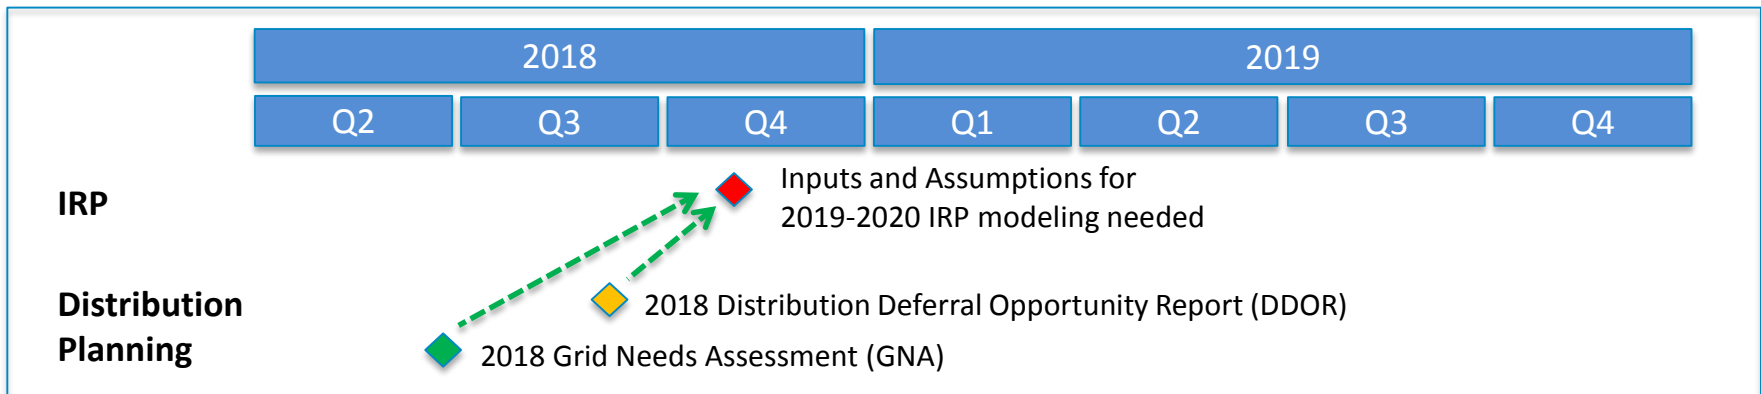 2018 2019
Q2 Q3 Q4 Q1 Q2 Q3 Q4
IRP
Inputs and Assumptions for
2019-2020 IRP modeling needed
Distribution
Planning
2018 Distribution Deferral Opportunity Report (DDOR)
2018 Grid Needs Assessment (GNA)